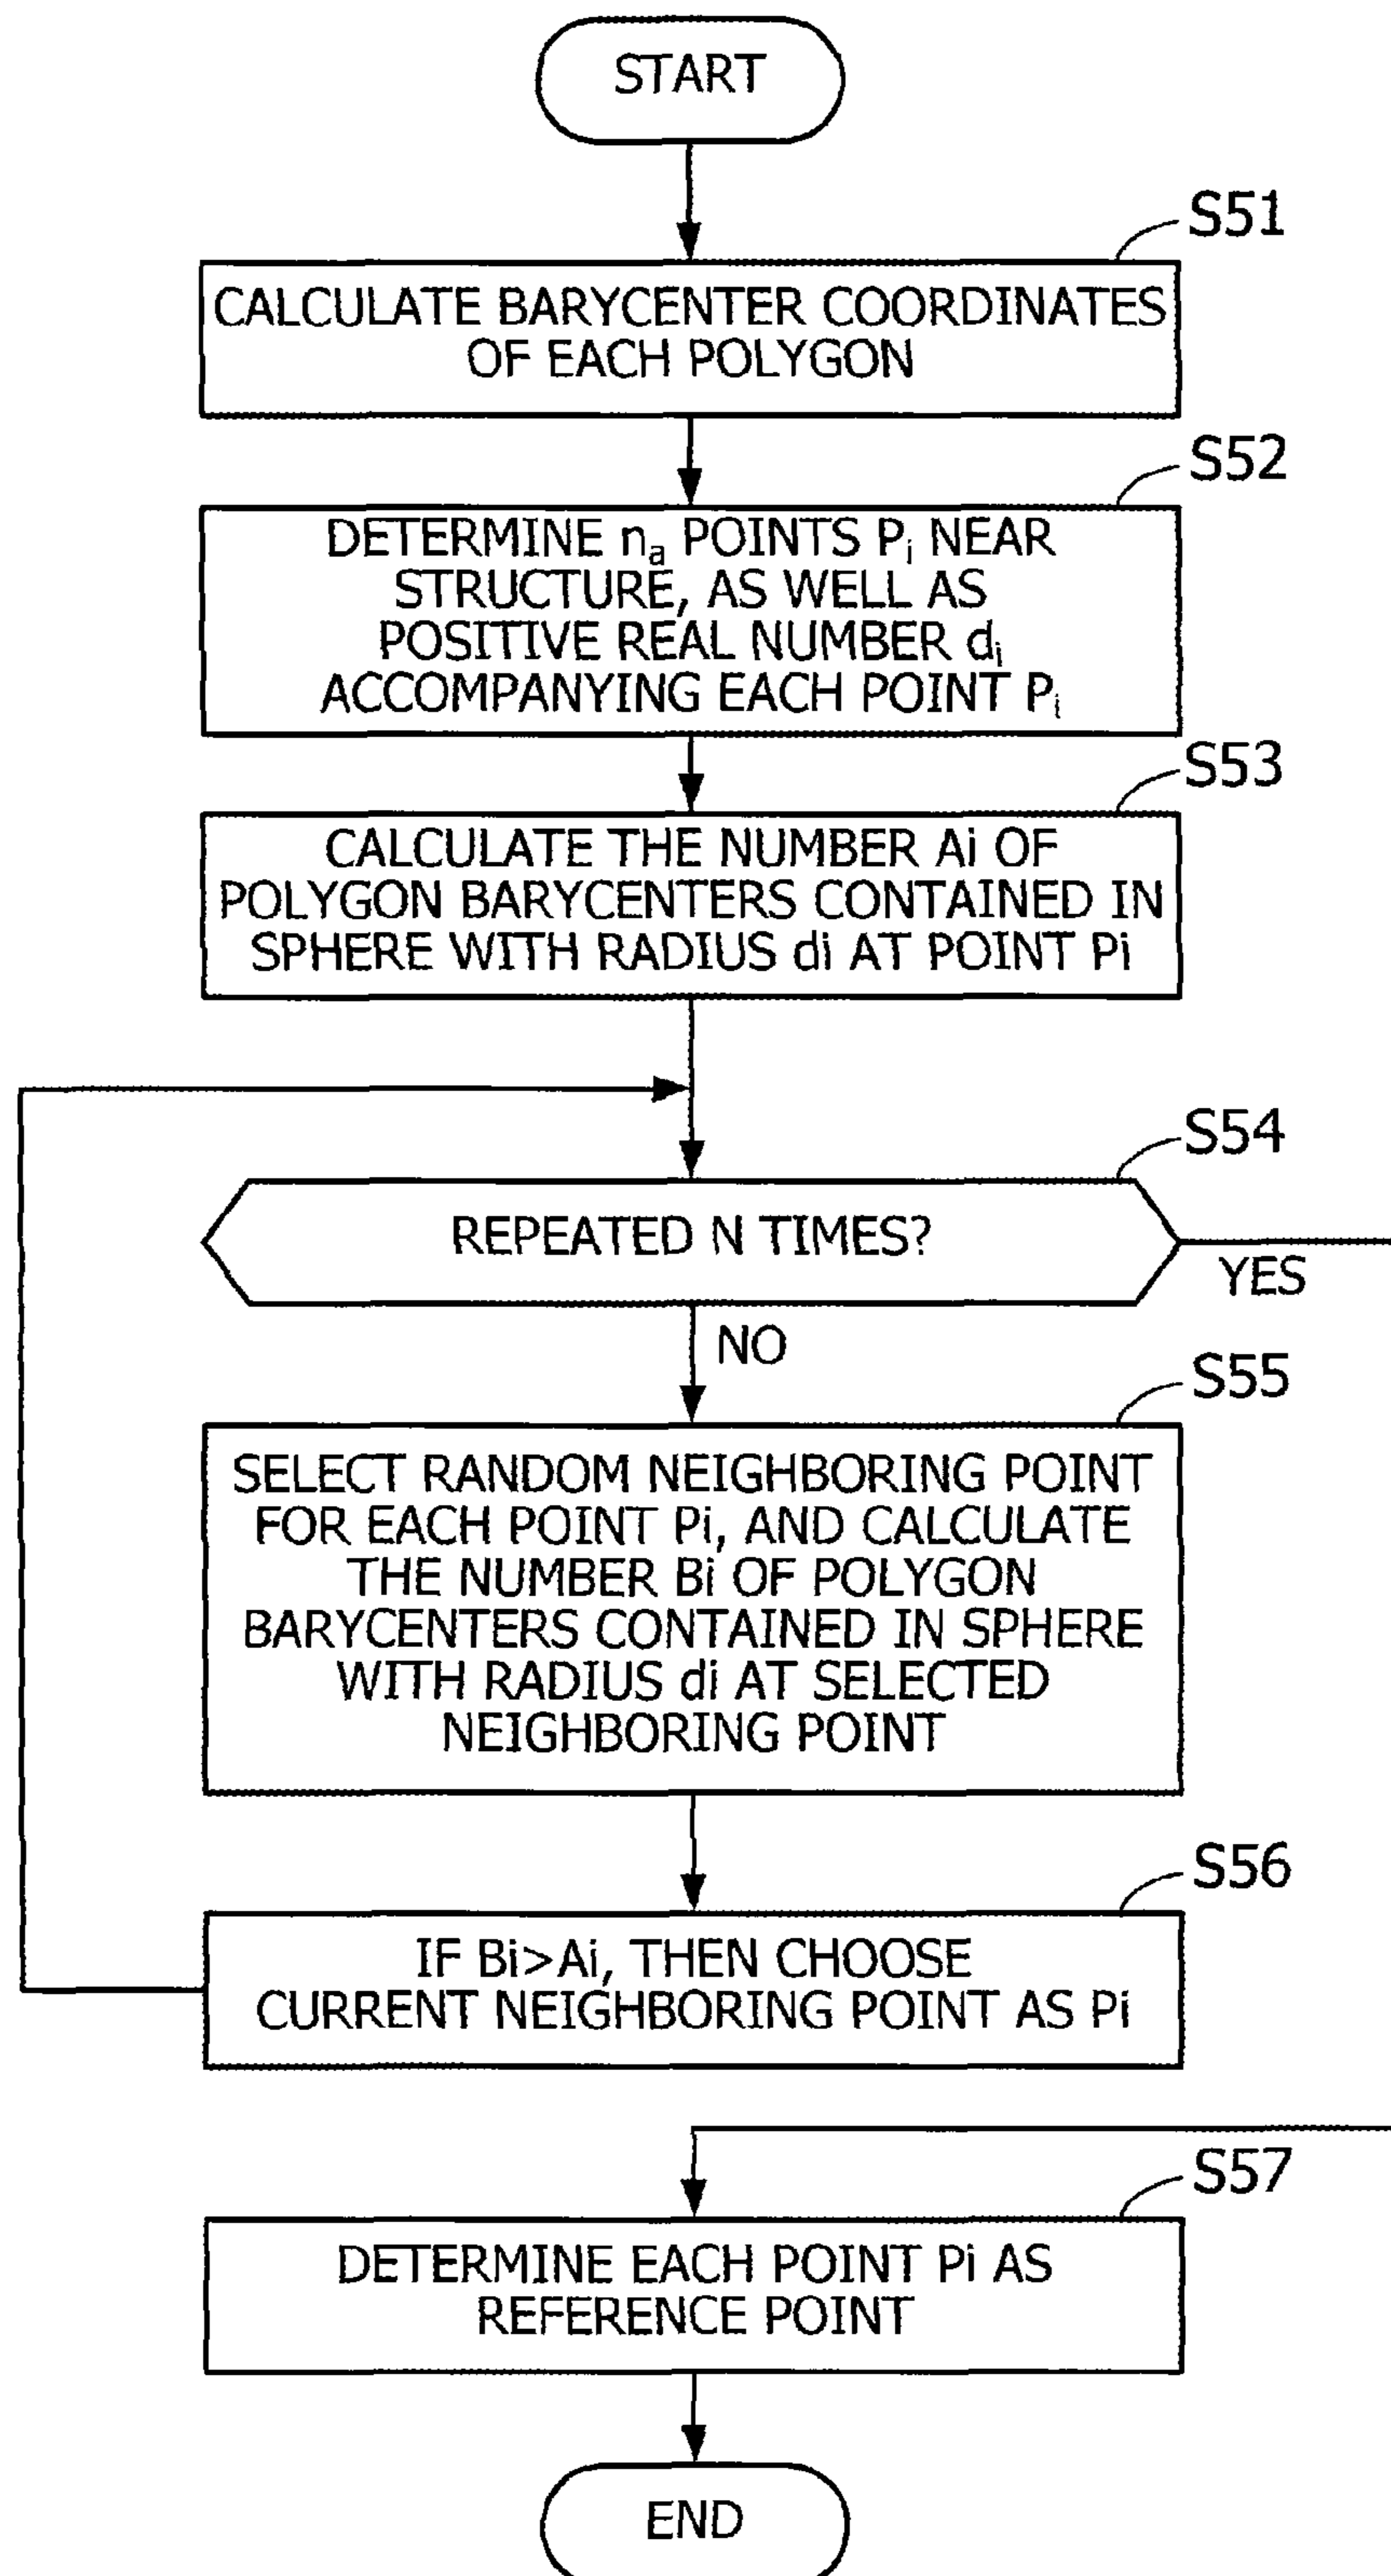 START
S51
CALCULATE BARYCENTER COORDINATES
OF EACH POLYGON
S52
DETERMINE nₐ POINTS Pᵢ NEAR
STRUCTURE, AS WELL AS
POSITIVE REAL NUMBER dᵢ
ACCOMPANYING EACH POINT Pᵢ
S53
CALCULATE THE NUMBER Ai OF
POLYGON BARYCENTERS CONTAINED IN
SPHERE WITH RADIUS di AT POINT Pi
S54
REPEATED N TIMES?
YES
NO
S55
SELECT RANDOM NEIGHBORING POINT
FOR EACH POINT Pi, AND CALCULATE
THE NUMBER Bi OF POLYGON
BARYCENTERS CONTAINED IN SPHERE
WITH RADIUS di AT SELECTED
NEIGHBORING POINT
S56
IF Bi>Ai, THEN CHOOSE
CURRENT NEIGHBORING POINT AS Pi
S57
DETERMINE EACH POINT Pi AS
REFERENCE POINT
END